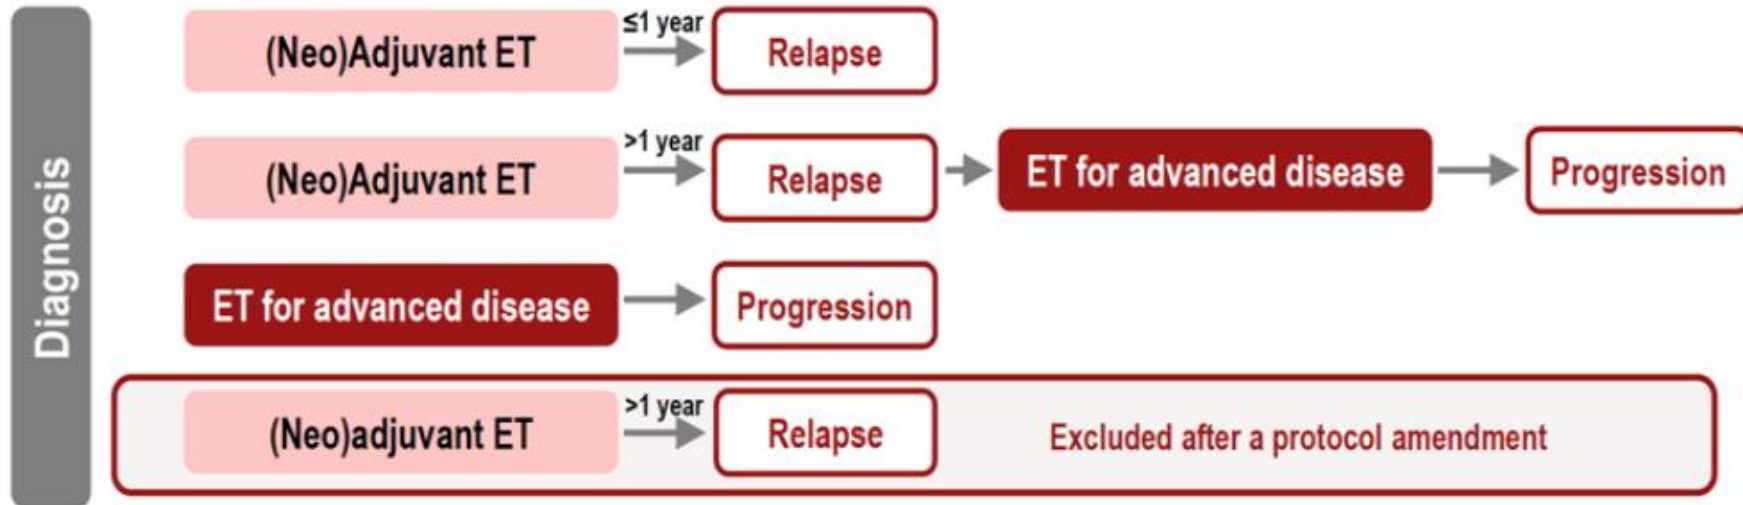 Diagnosis
(Neo)Adjuvant ET
≤1 year
Relapse
(Neo)Adjuvant ET
>1 year
Relapse
ET for advanced disease
Progression
ET for advanced disease
Progression
(Neo)adjuvant ET
>1 year
Relapse
Excluded after a protocol amendment